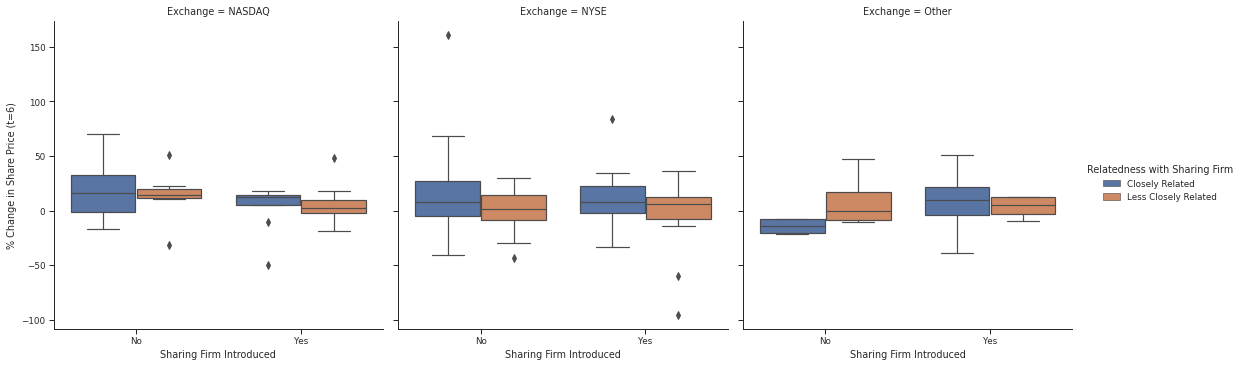 Exchange = NASDAQ
Exchange = NYSE
Exchange = Other
% Change in Share Price (t=6)
150
100
50
0
−50
−100
No
Yes
No
Yes
No
Yes
Sharing Firm Introduced
Sharing Firm Introduced
Sharing Firm Introduced
Relatedness with Sharing Firm
Closely Related
Less Closely Related